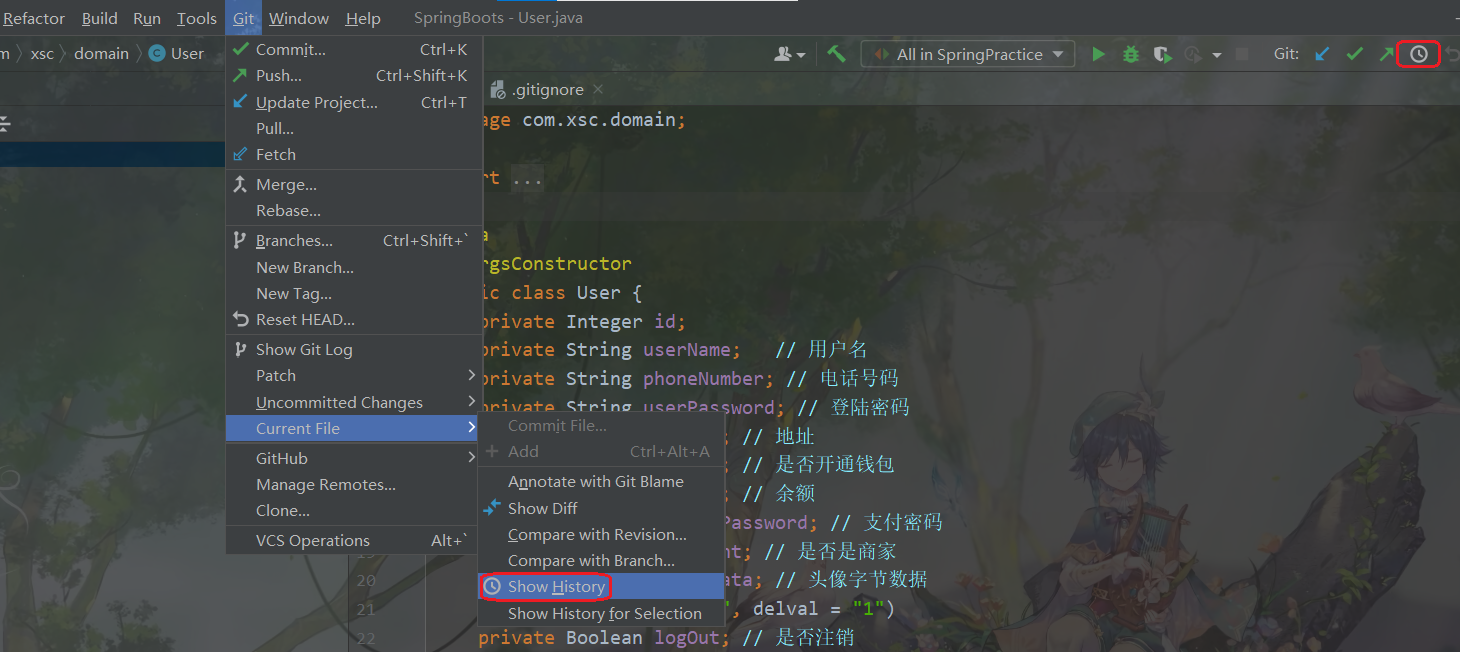 Refactor Build Run Tools Git Window Help SpringBoots - User.java
xsc domain User All in SpringPractice Git:
.gitignore
Commit... Ctrl+K
Push... Ctrl+Shift+K
Update Project... Ctrl+T
Pull...
Fetch
Merge...
Rebase...
Branches... Ctrl+Shift+`
New Branch...
New Tag...
Reset HEAD...
Show Git Log
Patch
Uncommitted Changes
Current File
GitHub
Manage Remotes...
Clone...
VCS Operations Alt+`
Commit File...
Add Ctrl+Alt+A
Annotate with Git Blame
Show Diff
Compare with Revision...
Compare with Branch...
Show History
Show History for Selection
age com.xsc.domain;
rt ...
a
rgsConstructor
ic class User {
private Integer id;
private String userName; // 用户名
private String phoneNumber; // 电话号码
private String userPassword; // 登陆密码
; // 地址
; // 是否开通钱包
; // 余额
Password; // 支付密码
nt; // 是否是商家
20 ata; // 头像字节数据
21 ", delval = "1")
22 private Boolean logOut; // 是否注销